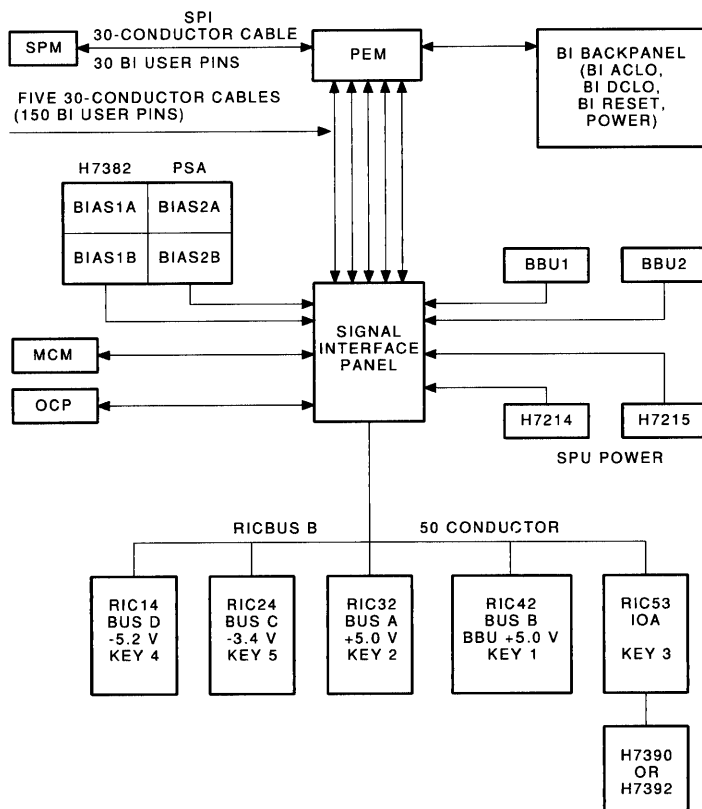 SPI
30-CONDUCTOR CABLE
SPM
30 BI USER PINS
PEM
BI BACKPANEL
(BI ACLO,
BI DCLO,
BI RESET,
POWER)
FIVE 30-CONDUCTOR CABLES
(150 BI USER PINS)
H7382 PSA
BIAS1A BIAS2A
BIAS1B BIAS2B
BBU1 BBU2
SIGNAL
INTERFACE
PANEL
MCM
OCP
H7214 H7215
SPU POWER
RICBUS B 50 CONDUCTOR
RIC14
BUS D
-5.2 V
KEY 4
RIC24
BUS C
-3.4 V
KEY 5
RIC32
BUS A
+5.0 V
KEY 2
RIC42
BUS B
BBU +5.0 V
KEY 1
RIC53
IOA
KEY 3
H7390
OR
H7392